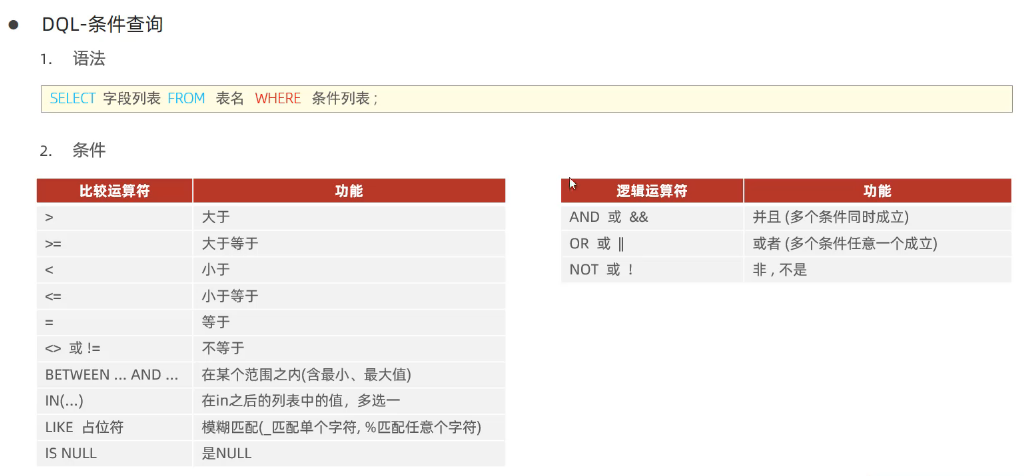 ● DQL-条件查询
1. 语法
SELECT 字段列表 FROM 表名 WHERE 条件列表 ;
2. 条件
比较运算符 功能
> 大于
>= 大于等于
< 小于
<= 小于等于
= 等于
<> 或 != 不等于
BETWEEN ... AND ... 在某个范围之内(含最小、最大值)
IN(...) 在in之后的列表中的值，多选一
LIKE 占位符 模糊匹配(_匹配单个字符, %匹配任意个字符)
IS NULL 是NULL
逻辑运算符 功能
AND 或 && 并且 (多个条件同时成立)
OR 或 || 或者 (多个条件任意一个成立)
NOT 或 ! 非 , 不是